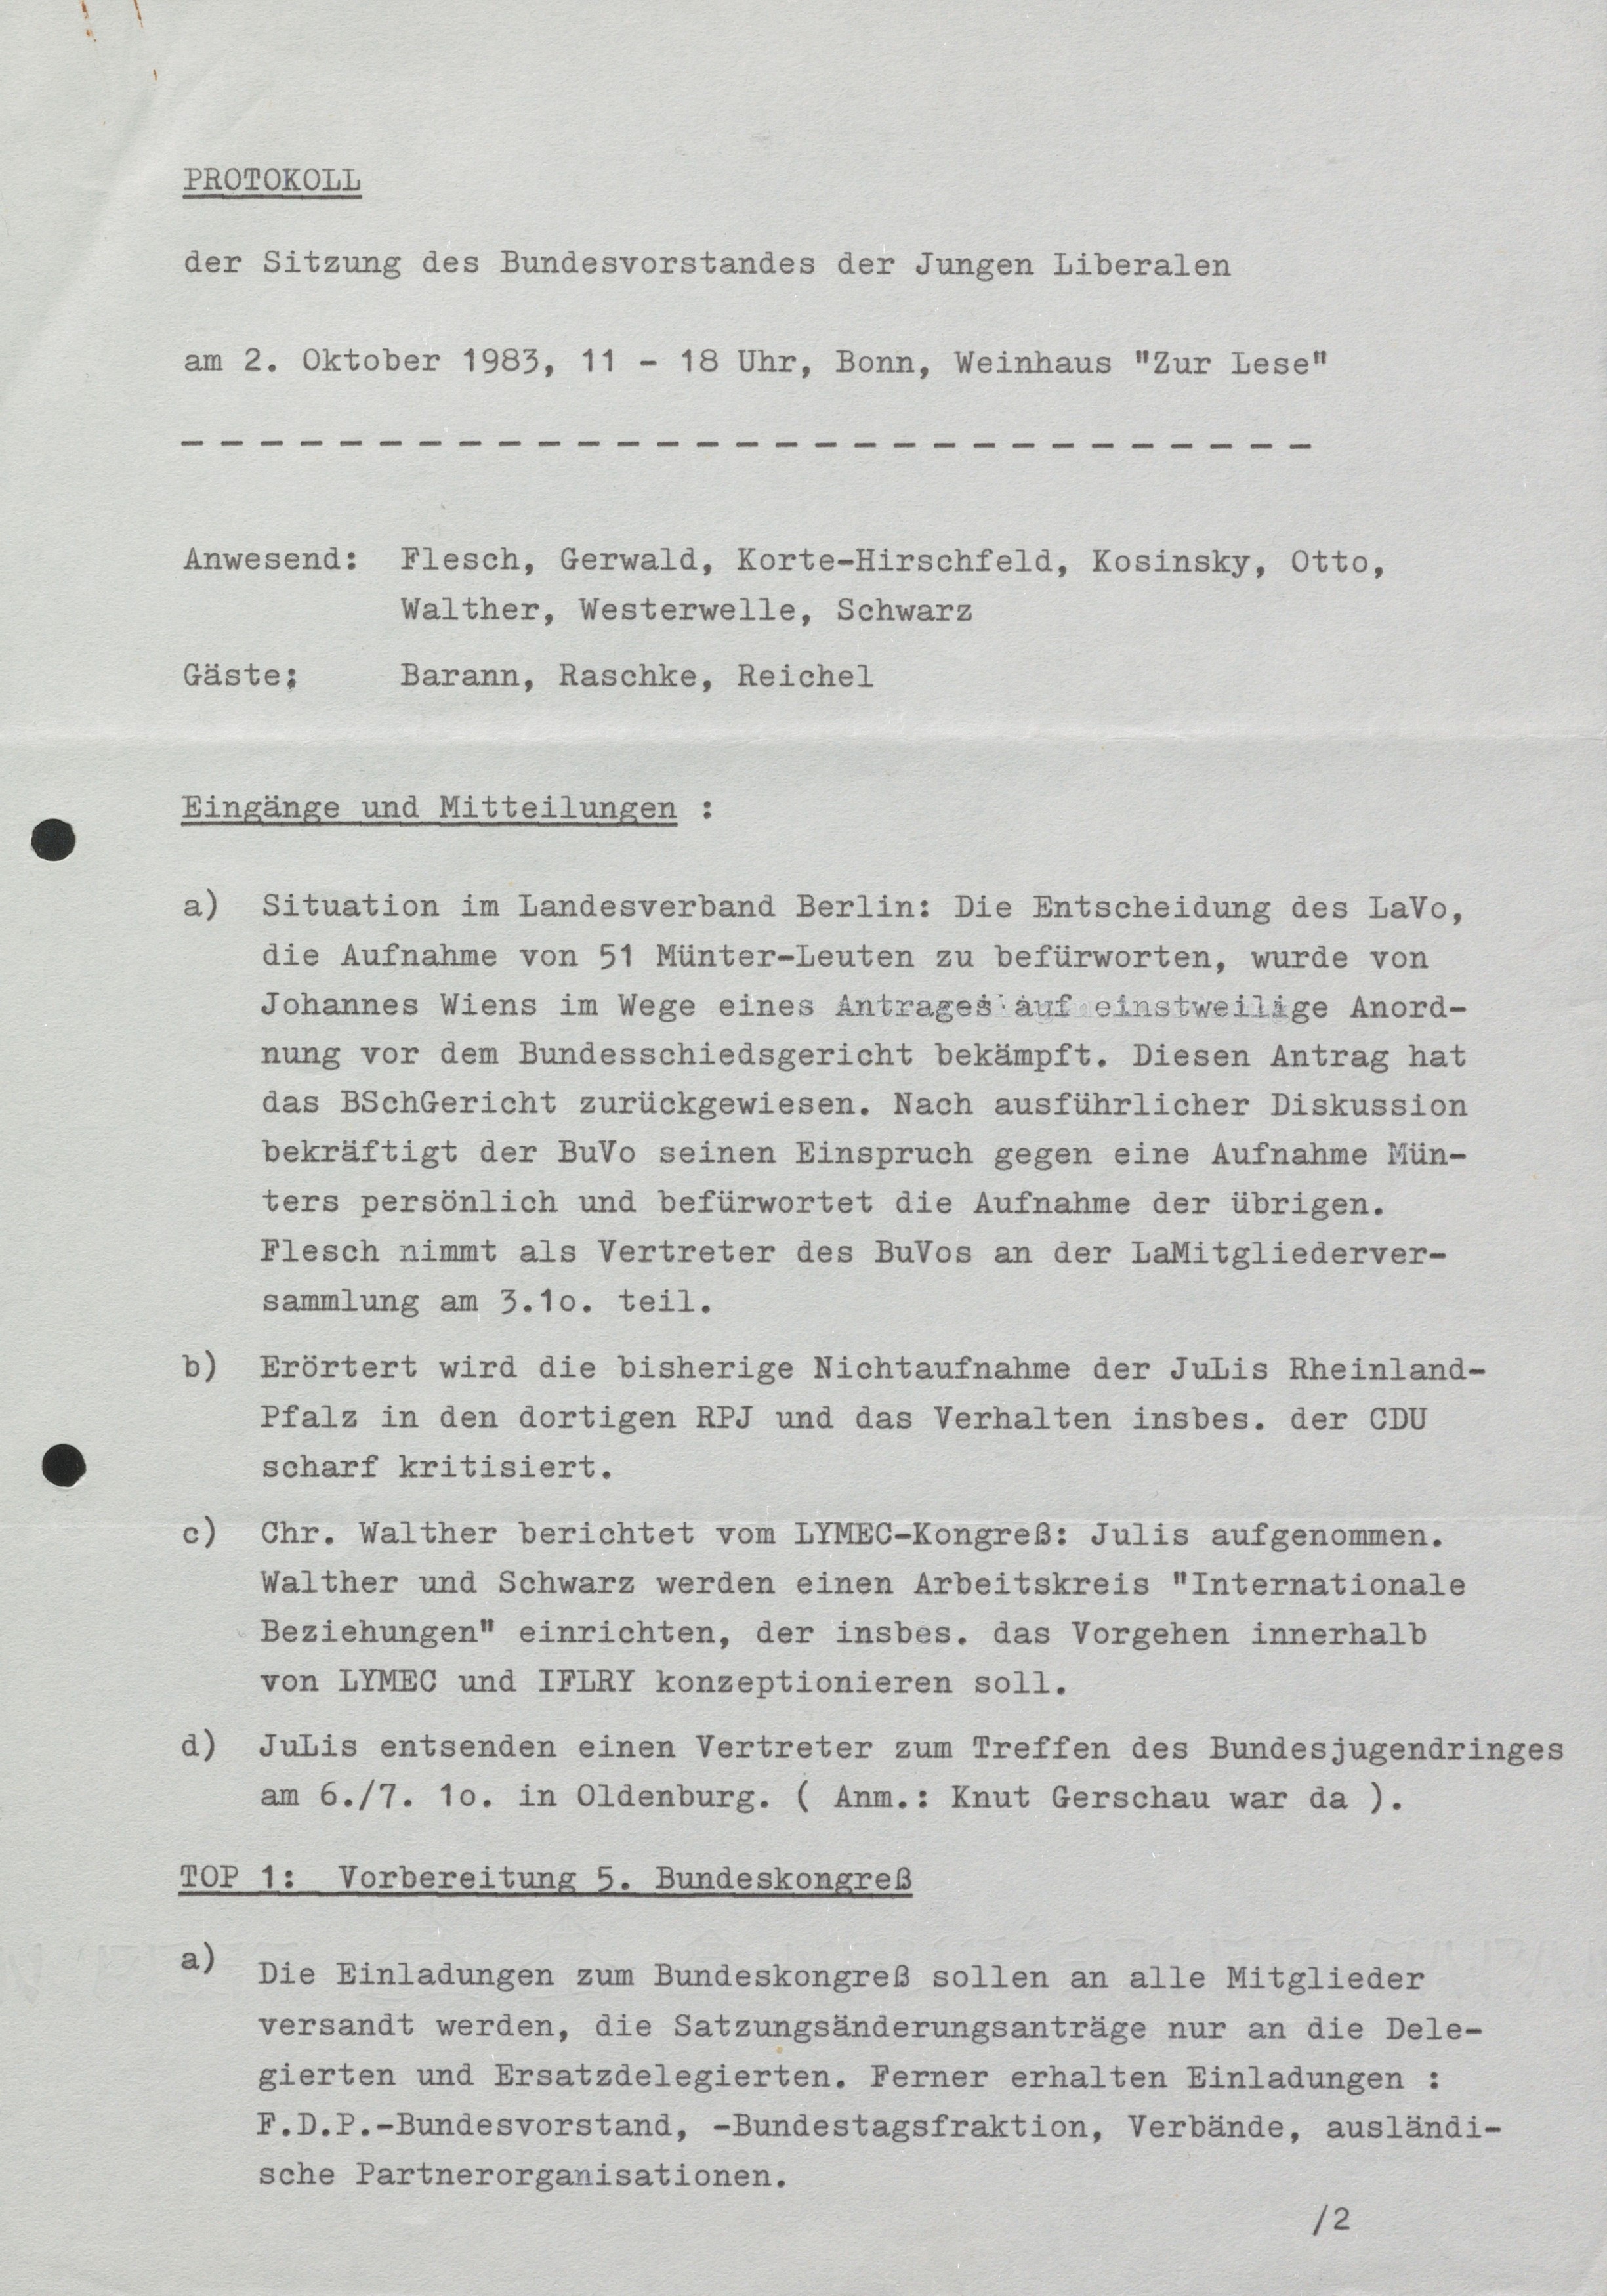 PROTOKOLL
der Sitzung des Bundesvorstandes der Jungen Liberalen
am 2. Oktober 1983, 11 - 18 Uhr, Bonn, Weinhaus "Zur Lese"
- - - - - - - - - - - - - - - - - - - - - - - - - - - - -
Anwesend: Flesch, Gerwald, Korte-Hirschfeld, Kosinsky, Otto,
Walther, Westerwelle, Schwarz
Gäste: Barann, Raschke, Reichel
Eingänge und Mitteilungen :
a) Situation im Landesverband Berlin: Die Entscheidung des LaVo,
die Aufnahme von 51 Münter-Leuten zu befürworten, wurde von
Johannes Wiens im Wege eines Antrages auf einstweilige Anord-
nung vor dem Bundesschiedsgericht bekämpft. Diesen Antrag hat
das BSchGericht zurückgewiesen. Nach ausführlicher Diskussion
bekräftigt der BuVo seinen Einspruch gegen eine Aufnahme Mün-
ters persönlich und befürwortet die Aufnahme der übrigen.
Flesch nimmt als Vertreter des BuVos an der LaMitgliederver-
sammlung am 3.1o. teil.
b) Erörtert wird die bisherige Nichtaufnahme der JuLis Rheinland-
Pfalz in den dortigen RPJ und das Verhalten insbes. der CDU
scharf kritisiert.
c) Chr. Walther berichtet vom LYMEC-Kongreß: Julis aufgenommen.
Walther und Schwarz werden einen Arbeitskreis "Internationale
Beziehungen" einrichten, der insbes. das Vorgehen innerhalb
von LYMEC und IFLRY konzeptionieren soll.
d) JuLis entsenden einen Vertreter zum Treffen des Bundesjugendringes
am 6./7. 1o. in Oldenburg. ( Anm.: Knut Gerschau war da ).
TOP 1: Vorbereitung 5. Bundeskongreß
a) Die Einladungen zum Bundeskongreß sollen an alle Mitglieder
versandt werden, die Satzungsänderungsanträge nur an die Dele-
gierten und Ersatzdelegierten. Ferner erhalten Einladungen :
F.D.P.-Bundesvorstand, -Bundestagsfraktion, Verbände, ausländi-
sche Partnerorganisationen.
/2